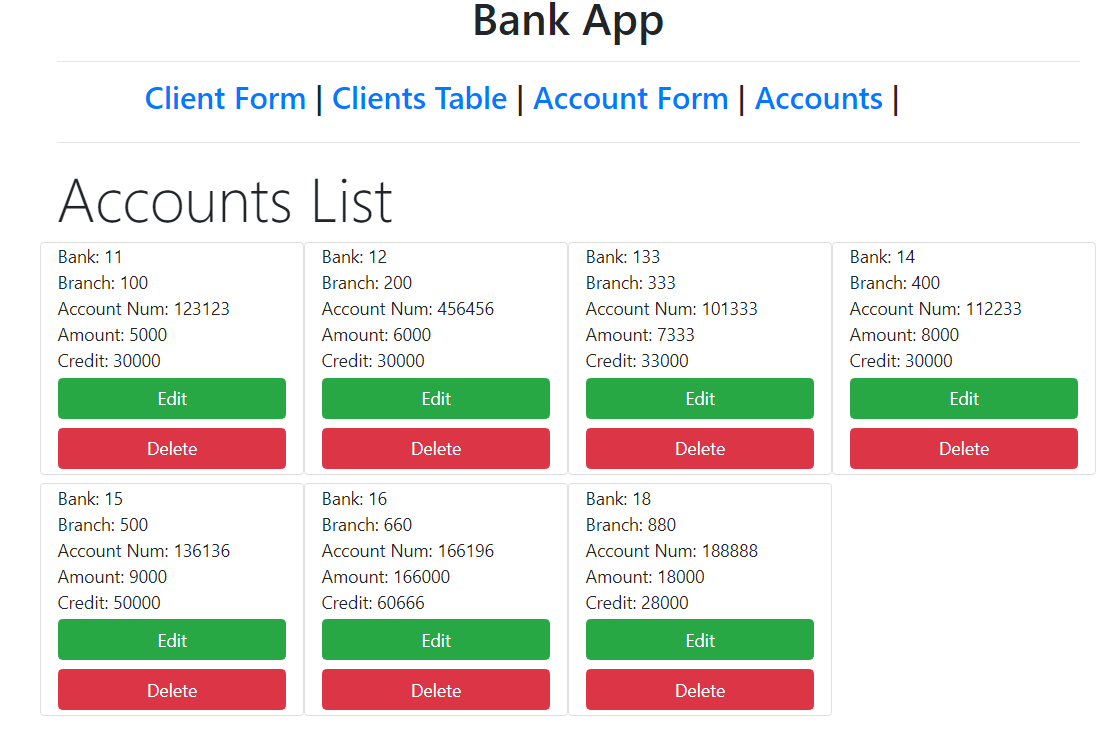 Bank App
Client Form | Clients Table | Account Form | Accounts |
Accounts List
Bank: 11
Branch: 100
Account Num: 123123
Amount: 5000
Credit: 30000
Edit
Delete
Bank: 12
Branch: 200
Account Num: 456456
Amount: 6000
Credit: 30000
Edit
Delete
Bank: 133
Branch: 333
Account Num: 101333
Amount: 7333
Credit: 33000
Edit
Delete
Bank: 14
Branch: 400
Account Num: 112233
Amount: 8000
Credit: 30000
Edit
Delete
Bank: 15
Branch: 500
Account Num: 136136
Amount: 9000
Credit: 50000
Edit
Delete
Bank: 16
Branch: 660
Account Num: 166196
Amount: 166000
Credit: 60666
Edit
Delete
Bank: 18
Branch: 880
Account Num: 188888
Amount: 18000
Credit: 28000
Edit
Delete